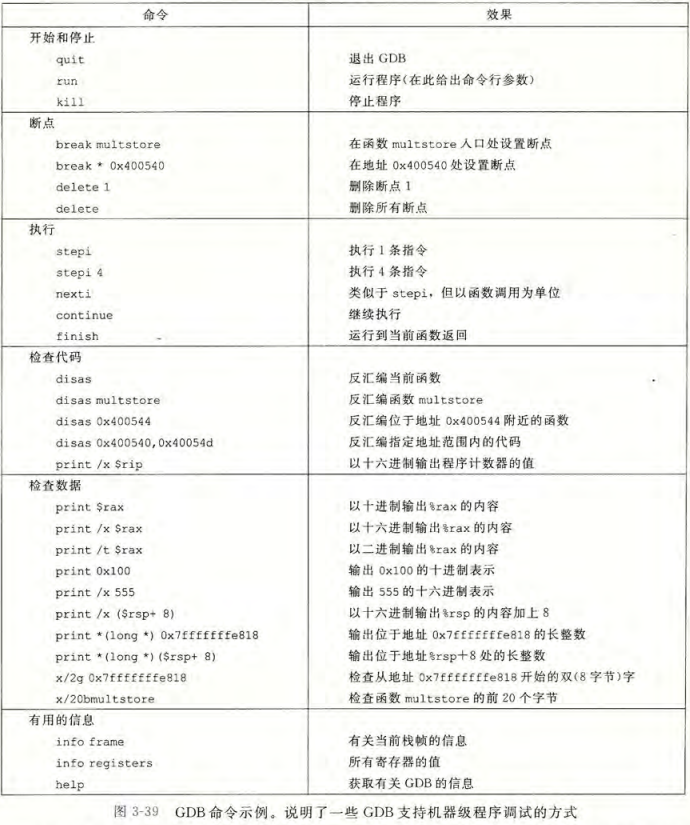 命令 效果
开始和停止
quit 退出 GDB
run 运行程序(在此给出命令行参数)
kill 停止程序
断点
break multstore 在函数 multstore 入口处设置断点
break * 0x400540 在地址 0x400540 处设置断点
delete 1 删除断点 1
delete 删除所有断点
执行
stepi 执行 1 条指令
stepi 4 执行 4 条指令
nexti 类似于 stepi，但以函数调用为单位
continue 继续执行
finish 运行到当前函数返回
检查代码
disas 反汇编当前函数
disas multstore 反汇编函数 multstore
disas 0x400544 反汇编位于地址 0x400544 附近的函数
disas 0x400540,0x40054d 反汇编指定地址范围内的代码
print /x $rip 以十六进制输出程序计数器的值
检查数据
print $rax 以十进制输出%rax 的内容
print /x $rax 以十六进制输出%rax 的内容
print /t $rax 以二进制输出%rax 的内容
print 0x100 输出 0x100 的十进制表示
print /x 555 输出 555 的十六进制表示
print /x ($rsp+ 8) 以十六进制输出%rsp 的内容加上 8
print *(long *) 0x7fffffffe818 输出位于地址 0x7fffffffe818 的长整数
print *(long *)($rsp+ 8) 输出位于地址%rsp+8 处的长整数
x/2g 0x7fffffffe818 检查从地址 0x7fffffffe818 开始的双(8 字节)字
x/20bmultstore 检查函数 multstore 的前 20 个字节
有用的信息
info frame 有关当前栈帧的信息
info registers 所有寄存器的值
help 获取有关 GDB 的信息
图 3-39 GDB 命令示例。说明了一些 GDB 支持机器级程序调试的方式